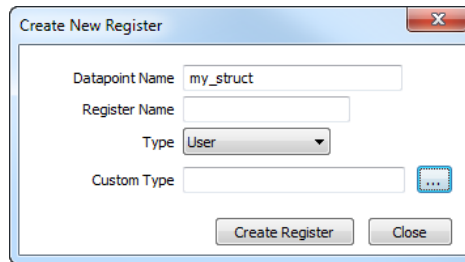 Create New Register
Datapoint Name my_struct
Register Name
Type User
Custom Type ...
Create Register Close